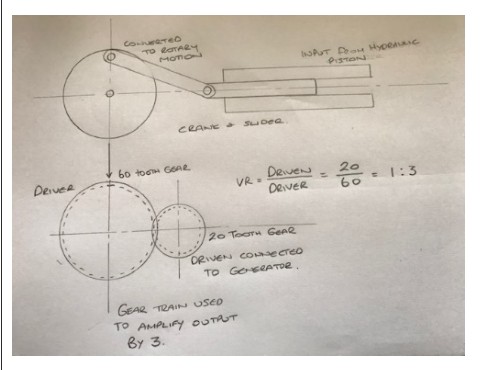 CONVERTED
TO ROTARY
MOTION
INPUT FROM HYDRAULIC
PISTON
CRANK & SLIDER.
60 TOOTH GEAR
DRIVER
VR = DRIVEN / DRIVER = 20 / 60 = 1:3
20 TOOTH GEAR
DRIVEN CONNECTED
TO GENERATOR.
GEAR TRAIN USED
TO AMPLIFY OUTPUT
BY 3.